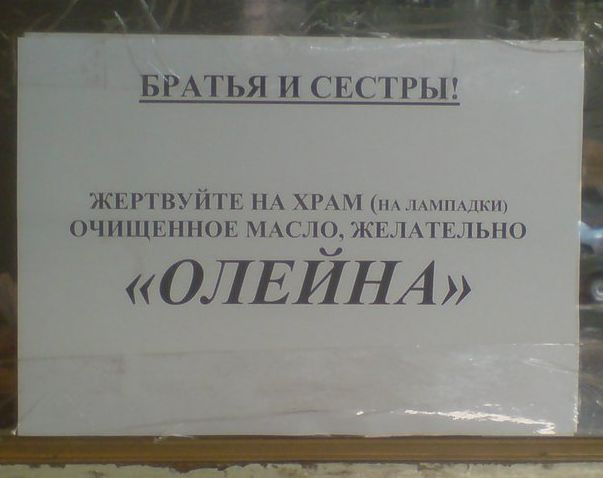 БРАТЬЯ И СЕСТРЫ!
ЖЕРТВУЙТЕ НА ХРАМ (НА ЛАМПАДКИ)
ОЧИЩЕННОЕ МАСЛО, ЖЕЛАТЕЛЬНО
«ОЛЕЙНА»